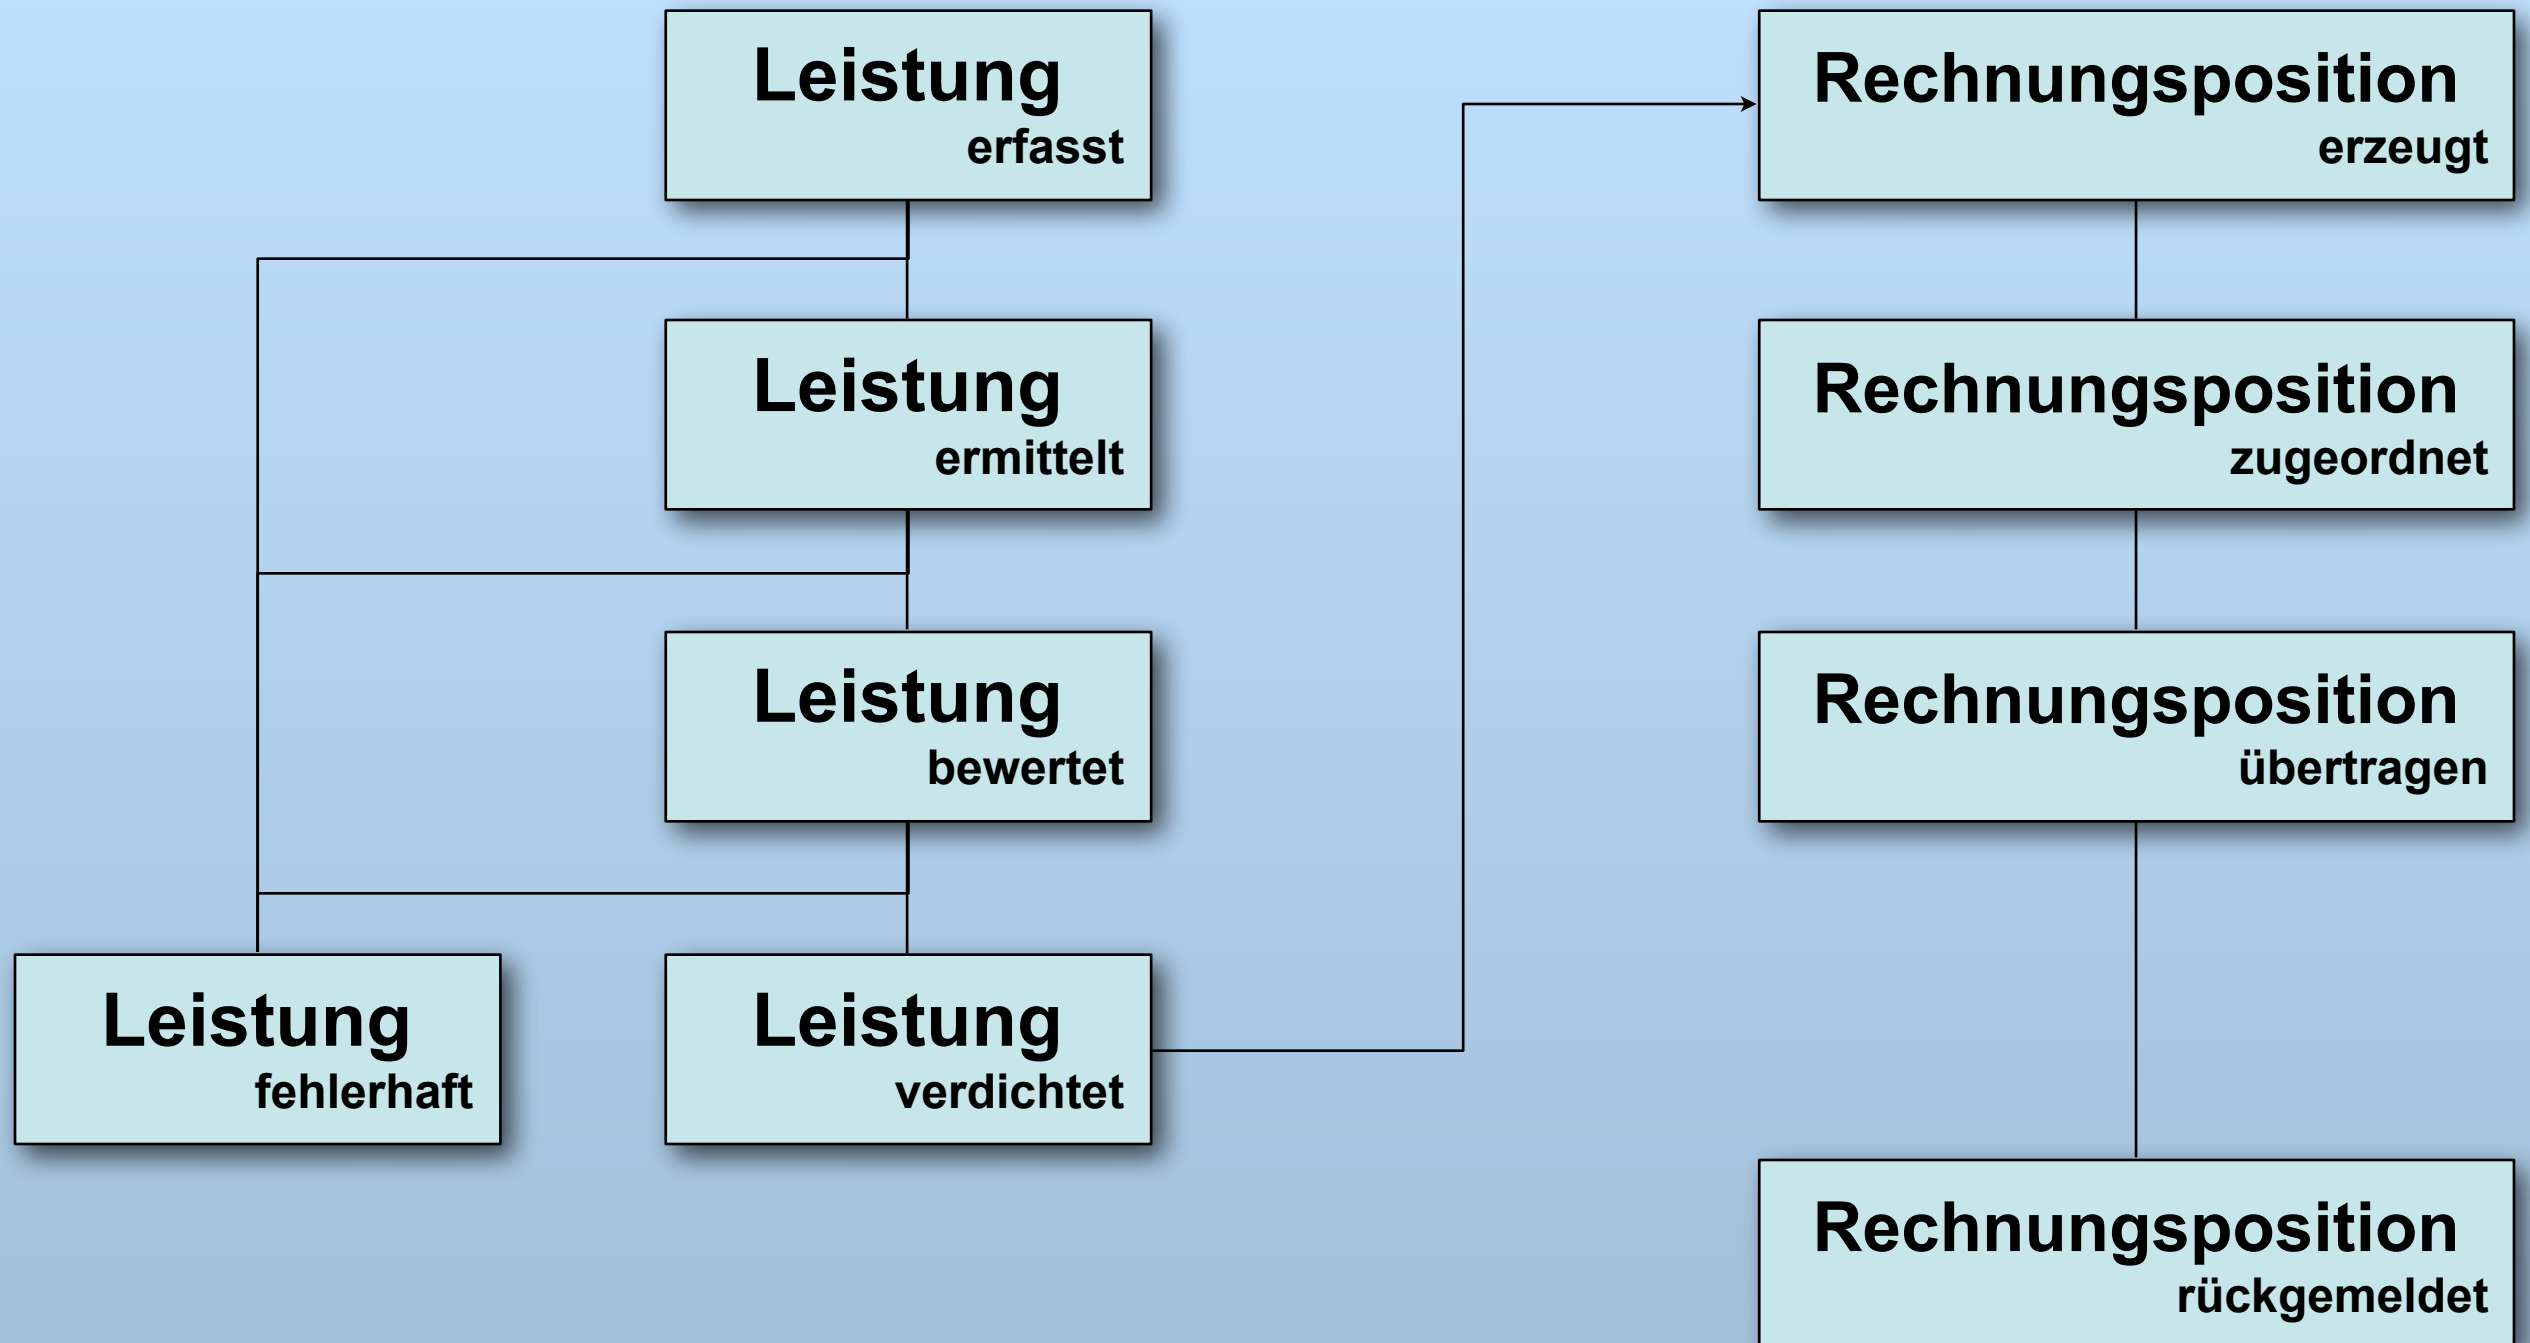 Leistung
erfasst
Leistung
ermittelt
Leistung
bewertet
Leistung
fehlerhaft
Leistung
verdichtet
Rechnungsposition
erzeugt
Rechnungsposition
zugeordnet
Rechnungsposition
übertragen
Rechnungsposition
rückgemeldet